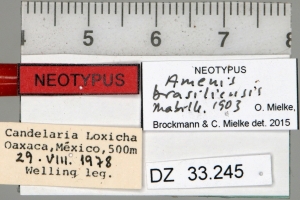 4 5 6 7 8 9
NEOTYPUS
NEOTYPUS
Amenis
brasiliensis
Mabille. 1903 O. Mielke,
Brockmann & C. Mielke det. 2015
Candelaria Loxicha
Oaxaca, México, 500m
29. VIII. 1978
Welling leg.
DZ 33.245